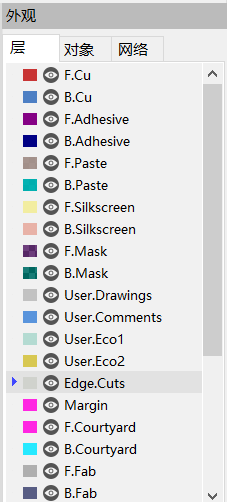 外观
层 对象 网络
F.Cu
B.Cu
F.Adhesive
B.Adhesive
F.Paste
B.Paste
F.Silkscreen
B.Silkscreen
F.Mask
B.Mask
User.Drawings
User.Comments
User.Eco1
User.Eco2
Edge.Cuts
Margin
F.Courtyard
B.Courtyard
F.Fab
B.Fab